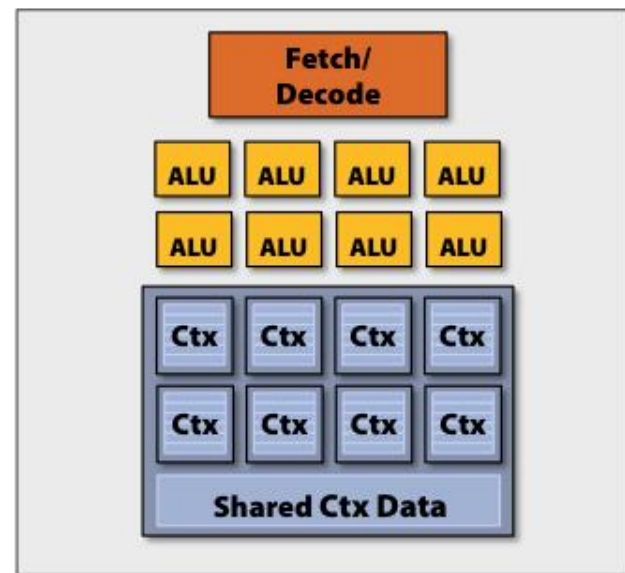 Fetch/
Decode
ALU ALU ALU ALU
ALU ALU ALU ALU
Ctx Ctx Ctx Ctx
Ctx Ctx Ctx Ctx
Shared Ctx Data